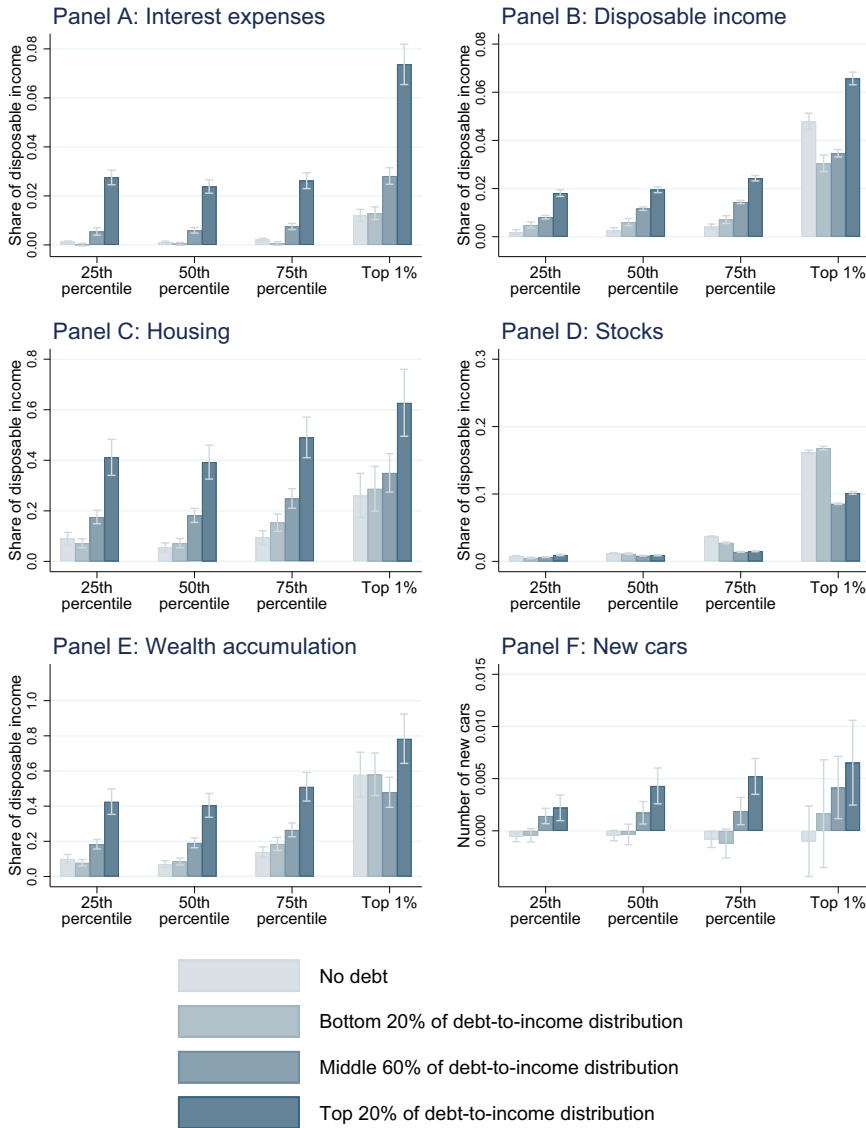 Panel A: Interest expenses
Share of disposable income
0.08
0.06
0.04
0.02
0.00
25th percentile
50th percentile
75th percentile
Top 1%
Panel B: Disposable income
Share of disposable income
0.08
0.06
0.04
0.02
0.00
25th percentile
50th percentile
75th percentile
Top 1%
Panel C: Housing
Share of disposable income
0.8
0.6
0.4
0.2
0.0
25th percentile
50th percentile
75th percentile
Top 1%
Panel D: Stocks
Share of disposable income
0.3
0.2
0.1
0.0
25th percentile
50th percentile
75th percentile
Top 1%
Panel E: Wealth accumulation
Share of disposable income
1.0
0.8
0.6
0.4
0.2
0.0
25th percentile
50th percentile
75th percentile
Top 1%
Panel F: New cars
Number of new cars
0.015
0.010
0.005
0.000
25th percentile
50th percentile
75th percentile
Top 1%
No debt
Bottom 20% of debt-to-income distribution
Middle 60% of debt-to-income distribution
Top 20% of debt-to-income distribution